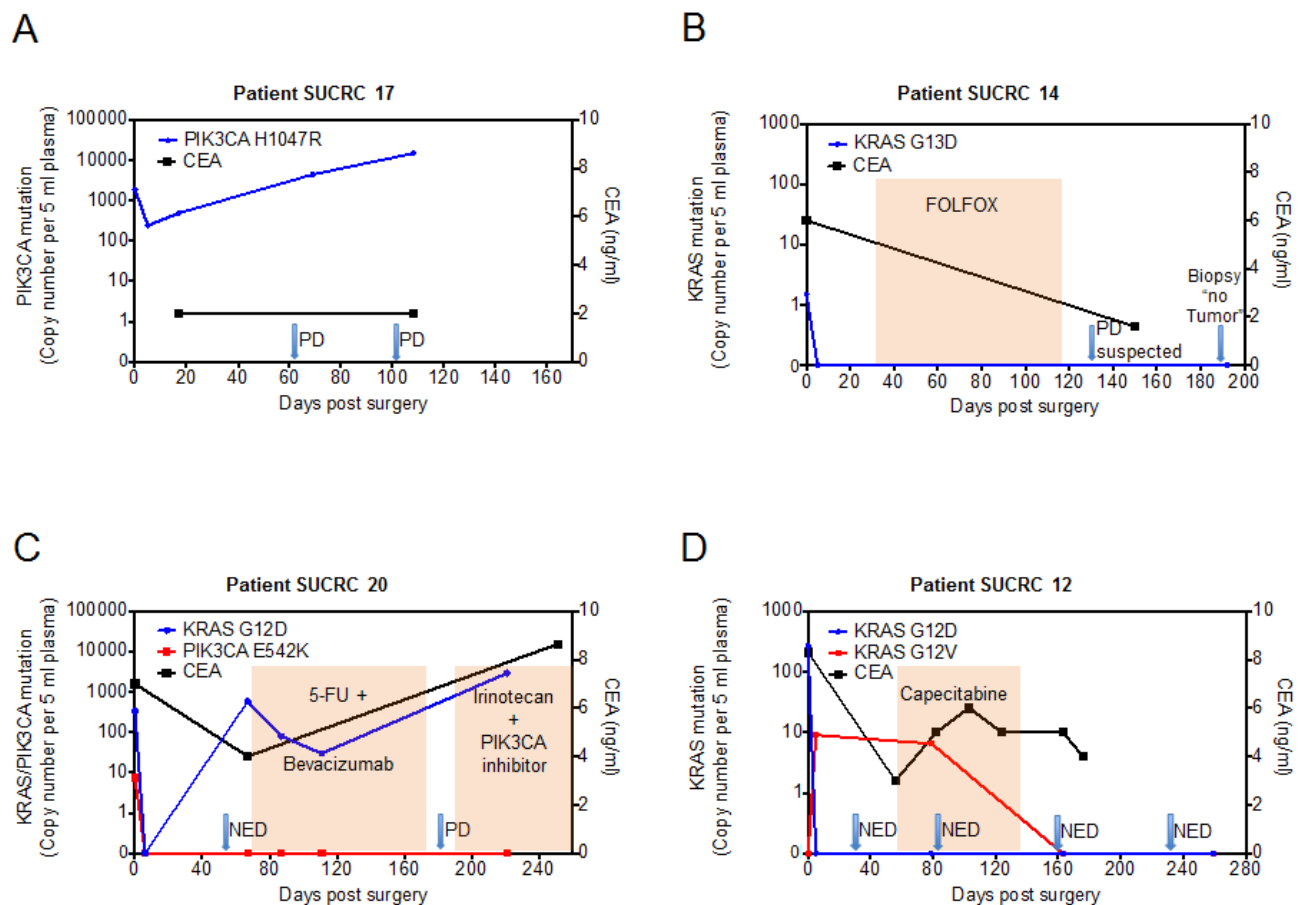 A
Patient SUCRC 17
PIK3CA mutation
(Copy number per 5 ml plasma)
100000
10000
1000
100
10
1
0
PIK3CA H1047R
CEA
PD
PD
10
8
6
4
2
0
CEA (ng/ml)
0 20 40 60 80 100 120 140 160
Days post surgery
B
Patient SUCRC 14
KRAS mutation
(Copy number per 5 ml plasma)
1000
100
10
1
0
KRAS G13D
CEA
FOLFOX
PD
suspected
Biopsy
"no
Tumor"
10
8
6
4
2
0
CEA (ng/ml)
0 20 40 60 80 100 120 140 160 180 200
Days post surgery
C
Patient SUCRC 20
KRAS/PIK3CA mutation
(Copy number per 5 ml plasma)
100000
10000
1000
100
10
1
0
KRAS G12D
PIK3CA E542K
CEA
5-FU +
Bevacizumab
Irinotecan
+
PIK3CA
inhibitor
NED
PD
10
8
6
4
2
0
CEA (ng/ml)
0 40 80 120 160 200 240
Days post surgery
D
Patient SUCRC 12
KRAS mutation
(Copy number per 5 ml plasma)
1000
100
10
1
0
KRAS G12D
KRAS G12V
CEA
Capecitabine
NED
NED
NED
NED
10
8
6
4
2
0
CEA (ng/ml)
0 40 80 120 160 200 240 280
Days post surgery